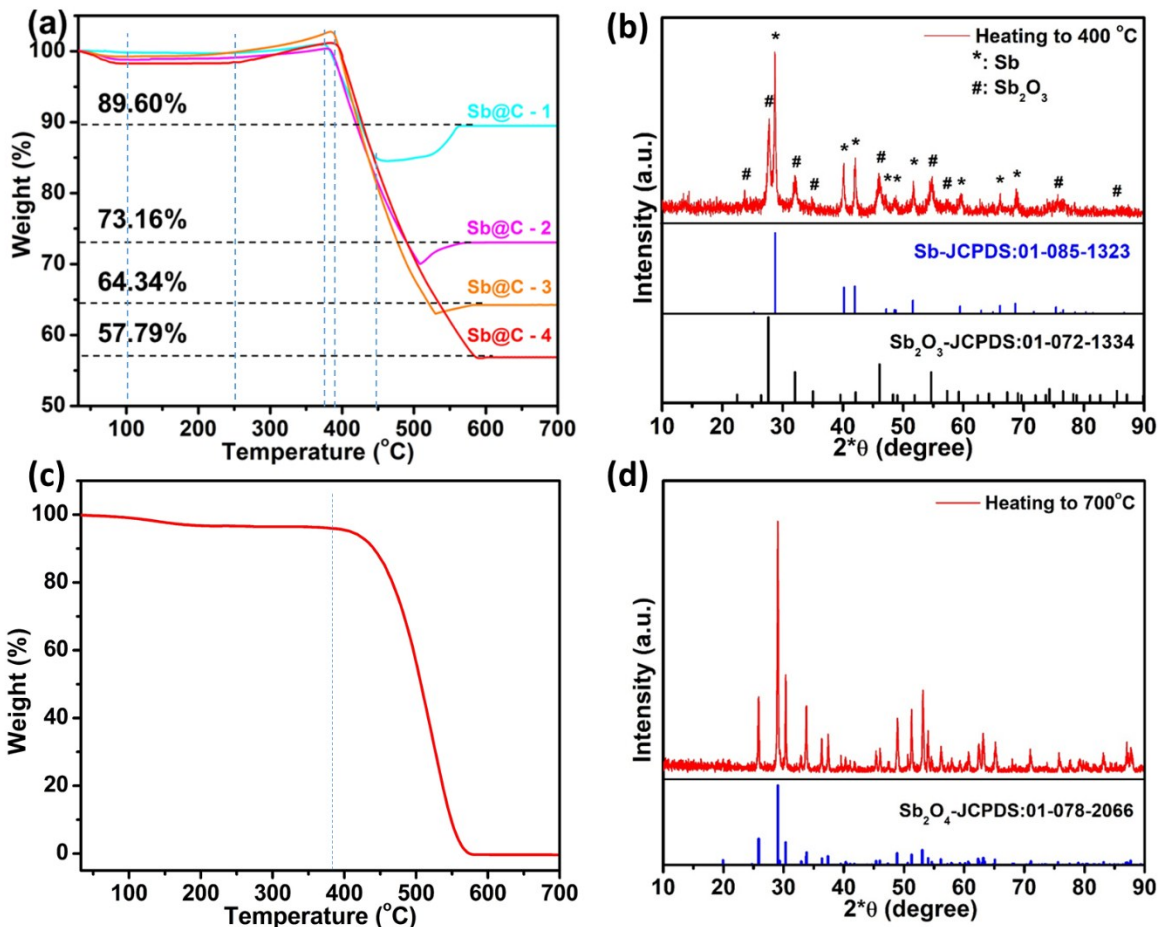 (a)
100
90
80
70
60
50
Weight (%)
89.60%
73.16%
64.34%
57.79%
Sb@C - 1
Sb@C - 2
Sb@C - 3
Sb@C - 4
100 200 300 400 500 600 700
Temperature (°C)
(b)
Heating to 400 °C
*: Sb
#: Sb₂O₃
# # * # # * * # * * * # # * * * # #
Sb-JCPDS:01-085-1323
Sb₂O₃-JCPDS:01-072-1334
Intensity (a.u.)
10 20 30 40 50 60 70 80 90
2*θ (degree)
(c)
100
80
60
40
20
0
Weight (%)
100 200 300 400 500 600 700
Temperature (°C)
(d)
Heating to 700°C
Sb₂O₄-JCPDS:01-078-2066
Intensity (a.u.)
10 20 30 40 50 60 70 80 90
2*θ (degree)